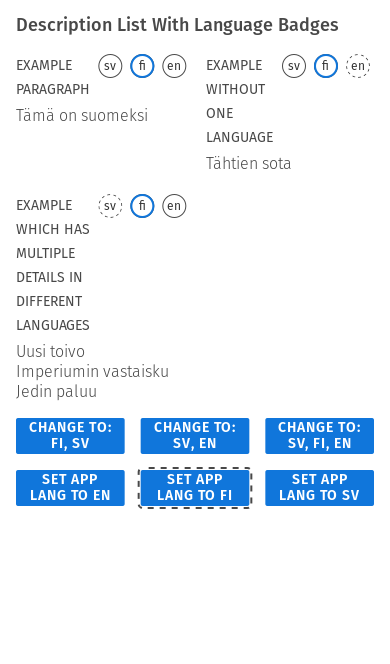 Description List With Language Badges
EXAMPLE PARAGRAPH
sv fi en
Tämä on suomeksi
EXAMPLE WITHOUT ONE LANGUAGE
sv fi en
Tähtien sota
EXAMPLE WHICH HAS MULTIPLE DETAILS IN DIFFERENT LANGUAGES
sv fi en
Uusi toivo
Imperiumin vastaisku
Jedin paluu
CHANGE TO: FI, SV
CHANGE TO: SV, EN
CHANGE TO: SV, FI, EN
SET APP LANG TO EN
SET APP LANG TO FI
SET APP LANG TO SV